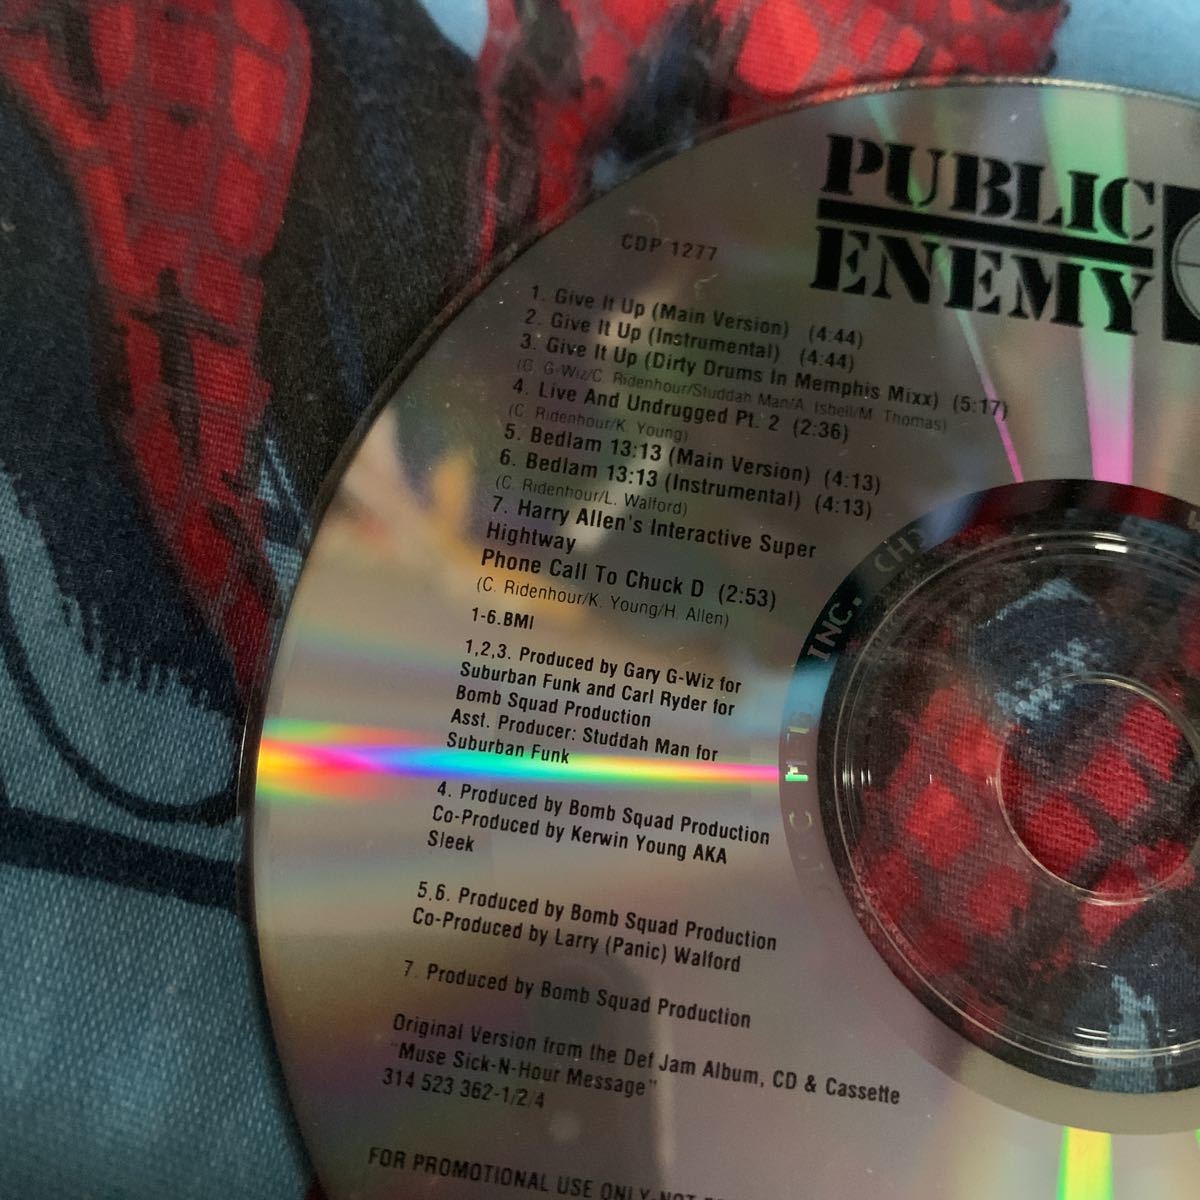 PUBLIC
ENEMY
CDP 1277
1. Give It Up (Main Version) (4:44)
2. Give It Up (Instrumental) (4:44)
3. Give It Up (Dirty Drums In Memphis Mixx) (5:17)
(G. G-Wiz/C. Ridenhour/Studdah Man/A. Isbell/M. Thomas)
4. Live And Undrugged Pt. 2 (2:36)
(C. Ridenhour/K. Young)
5. Bedlam 13:13 (Main Version) (4:13)
6. Bedlam 13:13 (Instrumental) (4:13)
(C. Ridenhour/L. Walford)
7. Harry Allen's Interactive Super
Hightway
Phone Call To Chuck D (2:53)
(C. Ridenhour/K. Young/H. Allen)
1-6.BMI
1,2,3. Produced by Gary G-Wiz for
Suburban Funk and Carl Ryder for
Bomb Squad Production
Asst. Producer: Studdah Man for
Suburban Funk
4. Produced by Bomb Squad Production
Co-Produced by Kerwin Young AKA
Sleek
5,6. Produced by Bomb Squad Production
Co-Produced by Larry (Panic) Walford
7. Produced by Bomb Squad Production
Original Version from the Def Jam Album, CD & Cassette
"Muse Sick-N-Hour Message"
314 523 362-1/2/4
FOR PROMOTIONAL USE ONLY-NOT
INC.